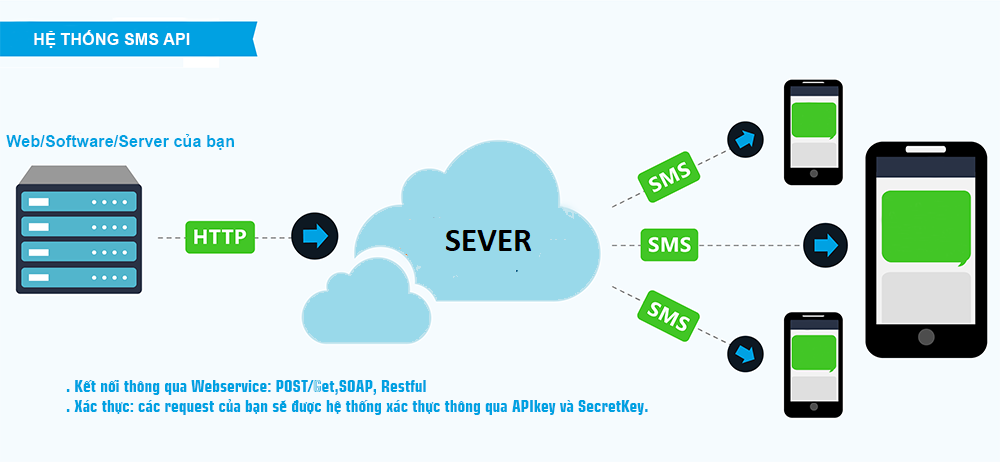 HỆ THỐNG SMS API
Web/Software/Server của bạn
HTTP
SEVER
SMS
SMS
SMS
. Kết nối thông qua Webservice: POST/Get,SOAP, Restful
. Xác thực: các request của bạn sẽ được hệ thống xác thực thông qua APIkey và SecretKey.